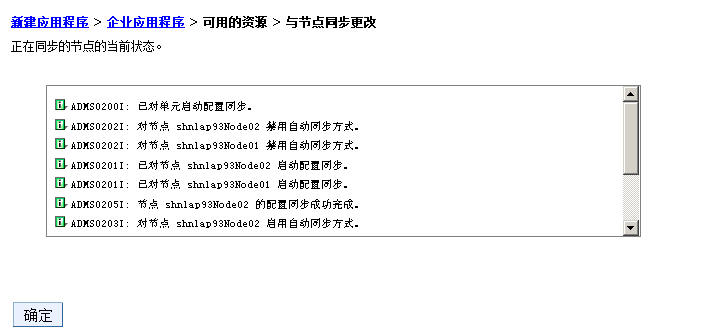 新建应用程序 > 企业应用程序 > 可用的资源 > 与节点同步更改
正在同步的节点的当前状态。
ADMS0200I: 已对单元启动配置同步。
ADMS0202I: 对节点 shnlap93Node02 禁用自动同步方式。
ADMS0202I: 对节点 shnlap93Node01 禁用自动同步方式。
ADMS0201I: 已对节点 shnlap93Node02 启动配置同步。
ADMS0201I: 已对节点 shnlap93Node01 启动配置同步。
ADMS0205I: 节点 shnlap93Node02 的配置同步成功完成。
ADMS0203I: 对节点 shnlap93Node02 启用自动同步方式。
确定